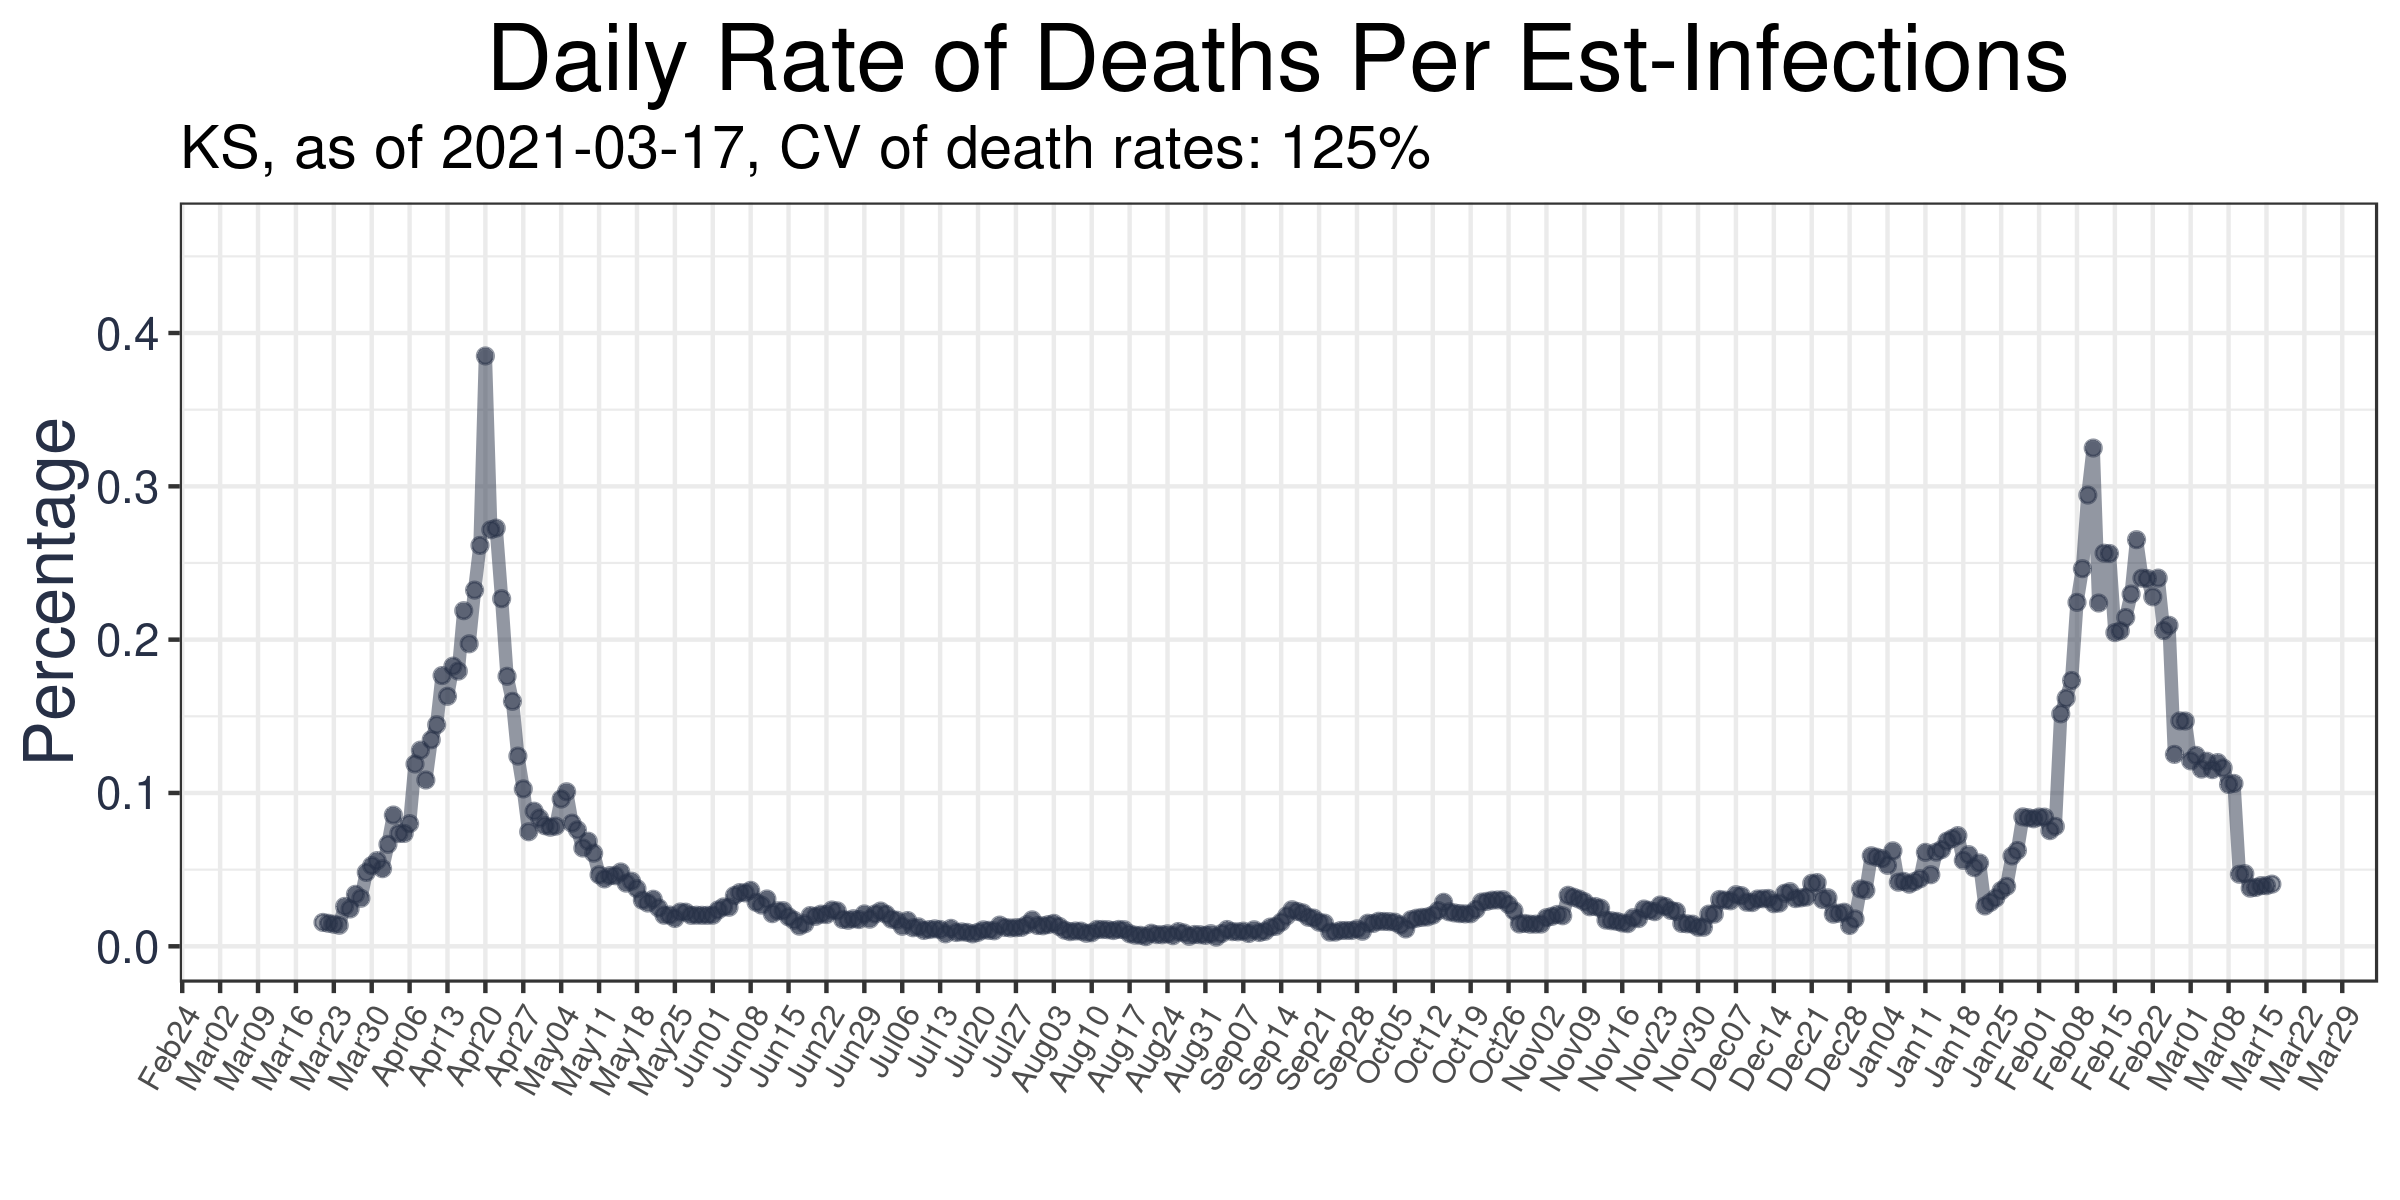 Daily Rate of Deaths Per Est-Infections
KS, as of 2021-03-17, CV of death rates: 125%
Percentage
0.4
0.3
0.2
0.1
0.0
Feb24
Mar02
Mar09
Mar16
Mar23
Mar30
Apr06
Apr13
Apr20
Apr27
May04
May11
May18
May25
Jun01
Jun08
Jun15
Jun22
Jun29
Jul06
Jul13
Jul20
Jul27
Aug03
Aug10
Aug17
Aug24
Aug31
Sep07
Sep14
Sep21
Sep28
Oct05
Oct12
Oct19
Oct26
Nov02
Nov09
Nov16
Nov23
Nov30
Dec07
Dec14
Dec21
Dec28
Jan04
Jan11
Jan18
Jan25
Feb01
Feb08
Feb15
Feb22
Mar01
Mar08
Mar15
Mar22
Mar29